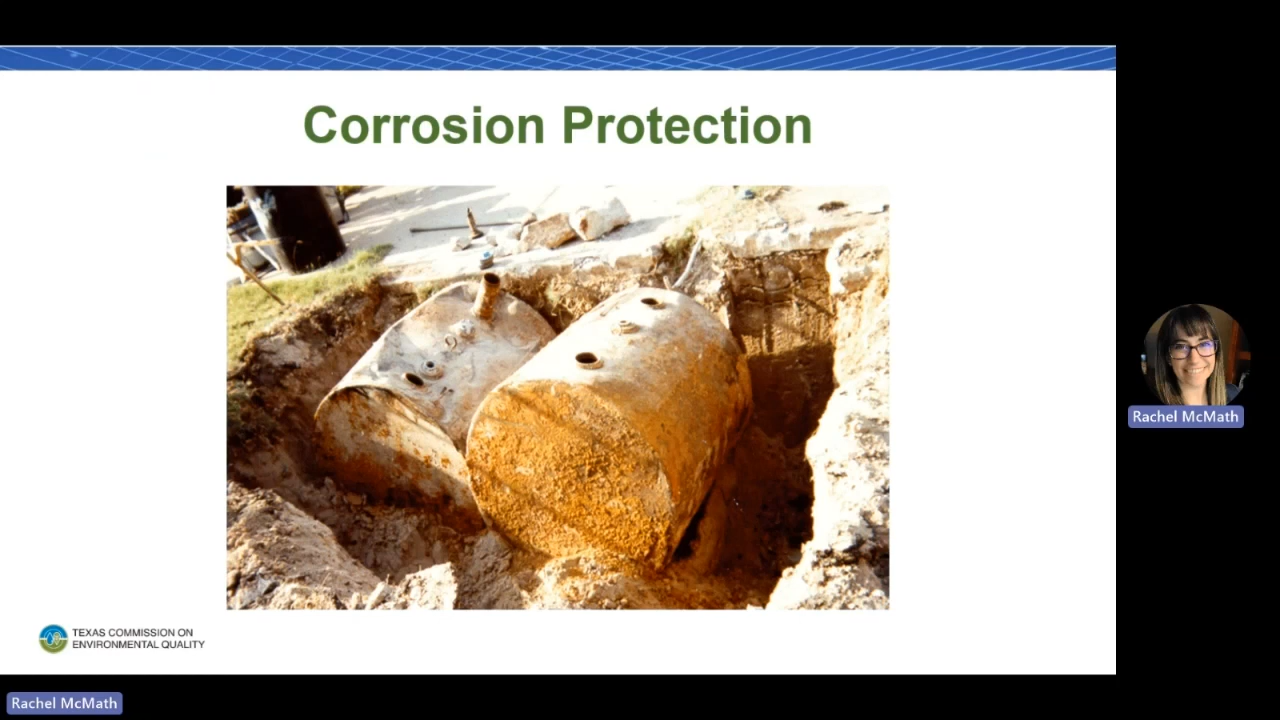 Corrosion Protection
TEXAS COMMISSION ON
ENVIRONMENTAL QUALITY
Rachel McMath
Rachel McMath